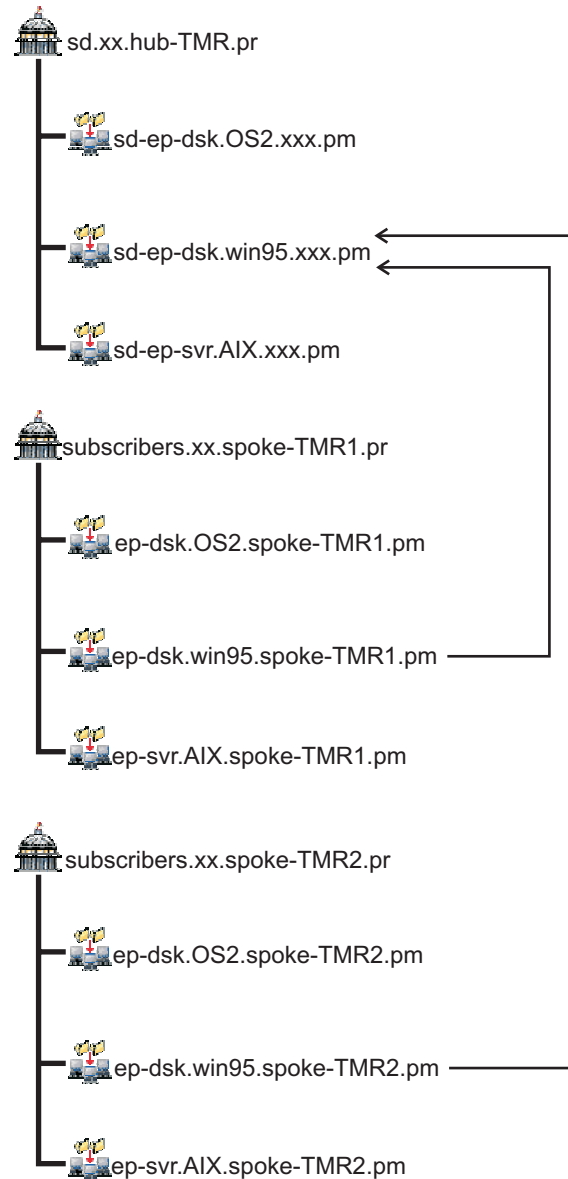 sd.xx.hub-TMR.pr
sd-ep-dsk.OS2.xxx.pm
sd-ep-dsk.win95.xxx.pm
sd-ep-svr.AIX.xxx.pm
subscribers.xx.spoke-TMR1.pr
ep-dsk.OS2.spoke-TMR1.pm
ep-dsk.win95.spoke-TMR1.pm
ep-svr.AIX.spoke-TMR1.pm
subscribers.xx.spoke-TMR2.pr
ep-dsk.OS2.spoke-TMR2.pm
ep-dsk.win95.spoke-TMR2.pm
ep-svr.AIX.spoke-TMR2.pm